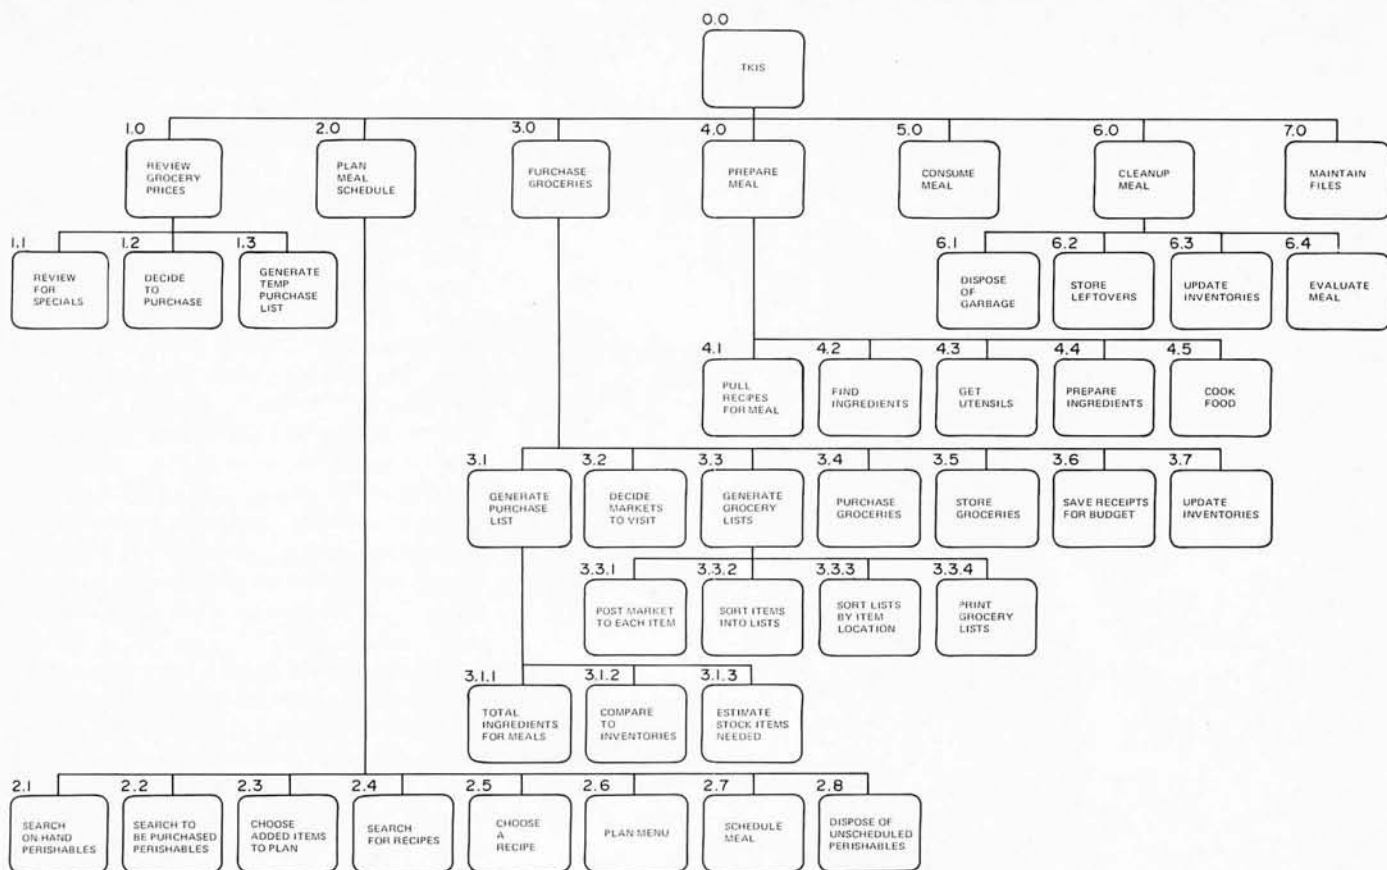 0.0
TKIS
1.0
REVIEW
GROCERY
PRICES
2.0
PLAN
MEAL
SCHEDULE
3.0
PURCHASE
GROCERIES
4.0
PREPARE
MEAL
5.0
CONSUME
MEAL
6.0
CLEANUP
MEAL
7.0
MAINTAIN
FILES
1.1
REVIEW
FOR
SPECIALS
1.2
DECIDE
TO
PURCHASE
1.3
GENERATE
TEMP
PURCHASE
LIST
6.1
DISPOSE
OF
GARBAGE
6.2
STORE
LEFTOVERS
6.3
UPDATE
INVENTORIES
6.4
EVALUATE
MEAL
4.1
PULL
RECIPES
FOR MEAL
4.2
FIND
INGREDIENTS
4.3
GET
UTENSILS
4.4
PREPARE
INGREDIENTS
4.5
COOK
FOOD
3.1
GENERATE
PURCHASE
LIST
3.2
DECIDE
MARKETS
TO VISIT
3.3
GENERATE
GROCERY
LISTS
3.4
PURCHASE
GROCERIES
3.5
STORE
GROCERIES
3.6
SAVE RECEIPTS
FOR BUDGET
3.7
UPDATE
INVENTORIES
3.3.1
POST MARKET
TO EACH ITEM
3.3.2
SORT ITEMS
INTO LISTS
3.3.3
SORT LISTS
BY ITEM
LOCATION
3.3.4
PRINT
GROCERY
LISTS
3.1.1
TOTAL
INGREDIENTS
FOR MEALS
3.1.2
COMPARE
TO
INVENTORIES
3.1.3
ESTIMATE
STOCK ITEMS
NEEDED
2.1
SEARCH
ON-HAND
PERISHABLES
2.2
SEARCH TO
BE PURCHASED
PERISHABLES
2.3
CHOOSE
ADDED ITEMS
TO PLAN
2.4
SEARCH
FOR RECIPES
2.5
CHOOSE
A
RECIPE
2.6
PLAN MENU
2.7
SCHEDULE
MEAL
2.8
DISPOSE OF
UNSCHEDULED
PERISHABLES